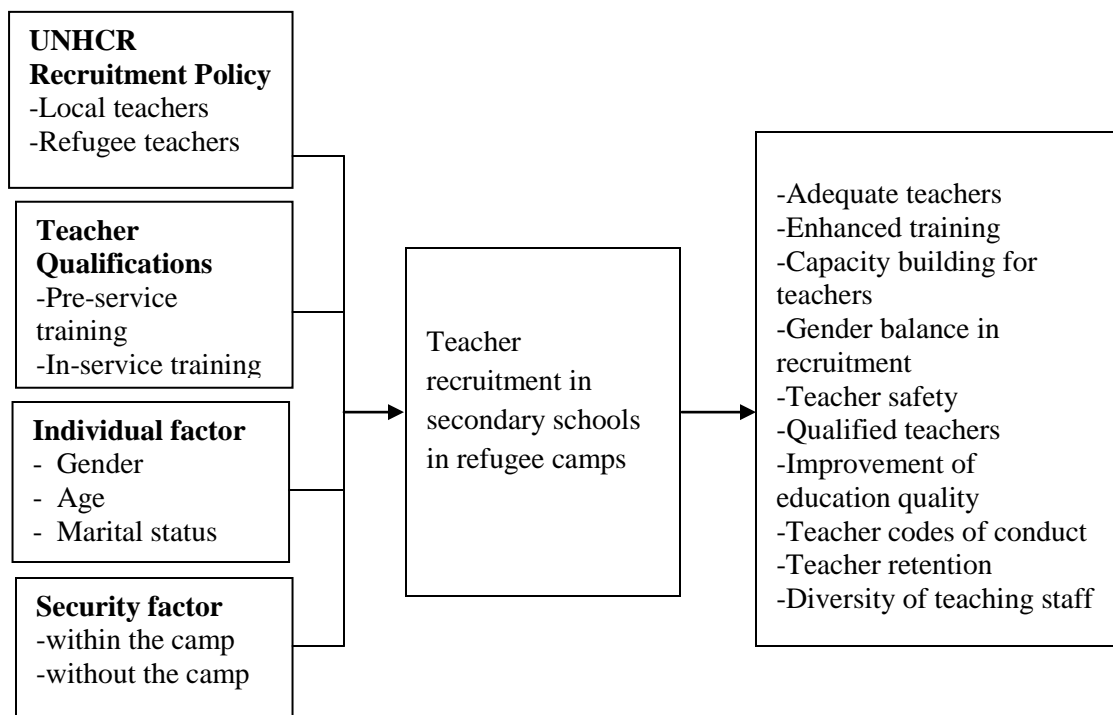 UNHCR
Recruitment Policy
-Local teachers
-Refugee teachers
Teacher
Qualifications
-Pre-service
training
-In-service training
Individual factor
- Gender
- Age
- Marital status
Security factor
-within the camp
-without the camp
Teacher
recruitment in
secondary schools
in refugee camps
-Adequate teachers
-Enhanced training
-Capacity building for
teachers
-Gender balance in
recruitment
-Teacher safety
-Qualified teachers
-Improvement of
education quality
-Teacher codes of conduct
-Teacher retention
-Diversity of teaching staff